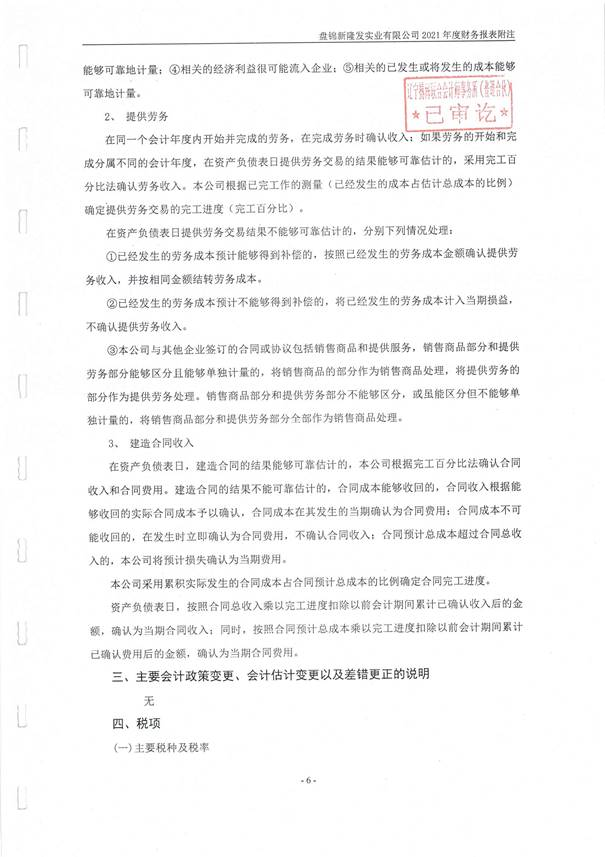 盘锦新隆发实业有限公司 2021 年度财务报表附注
能够可靠地计量；④相关的经济利益很可能流入企业；⑤相关的已发生或将发生的成本能够
可靠地计量。
联合会计师事务所
★已审讫★
2、 提供劳务
在同一个会计年度内开始并完成的劳务，在完成劳务时确认收入；如果劳务的开始和完
成分属不同的会计年度，在资产负债表日提供劳务交易的结果能够可靠估计的，采用完工百
分比法确认劳务收入。本公司根据已完工作的测量（已经发生的成本占估计总成本的比例）
确定提供劳务交易的完工进度（完工百分比）。
在资产负债表日提供劳务交易结果不能够可靠估计的，分别下列情况处理：
①已经发生的劳务成本预计能够得到补偿的，按照已经发生的劳务成本金额确认提供劳
务收入，并按相同金额结转劳务成本。
②已经发生的劳务成本预计不能够得到补偿的，将已经发生的劳务成本计入当期损益，
不确认提供劳务收入。
③本公司与其他企业签订的合同或协议包括销售商品和提供服务，销售商品部分和提供
劳务部分能够区分且能够单独计量的，将销售商品的部分作为销售商品处理，将提供劳务的
部分作为提供劳务处理。销售商品部分和提供劳务部分不能够区分，或虽能区分但不能够单
独计量的，将销售商品部分和提供劳务部分全部作为销售商品处理。
3、 建造合同收入
在资产负债表日，建造合同的结果能够可靠估计的，本公司根据完工百分比法确认合同
收入和合同费用。建造合同的结果不能可靠估计的，合同成本能够收回的，合同收入根据能
够收回的实际合同成本予以确认，合同成本在其发生的当期确认为合同费用；合同成本不可
能收回的，在发生时立即确认为合同费用，不确认合同收入；合同预计总成本超过合同总收
入的，本公司将预计损失确认为当期费用。
本公司采用累积实际发生的合同成本占合同预计总成本的比例确定合同完工进度。
资产负债表日，按照合同总收入乘以完工进度扣除以前会计期间累计已确认收入后的金
额，确认为当期合同收入；同时，按照合同预计总成本乘以完工进度扣除以前会计期间累计
已确认费用后的金额，确认为当期合同费用。
三、主要会计政策变更、会计估计变更以及差错更正的说明
无
四、税项
(一)主要税种及税率
- 6 -